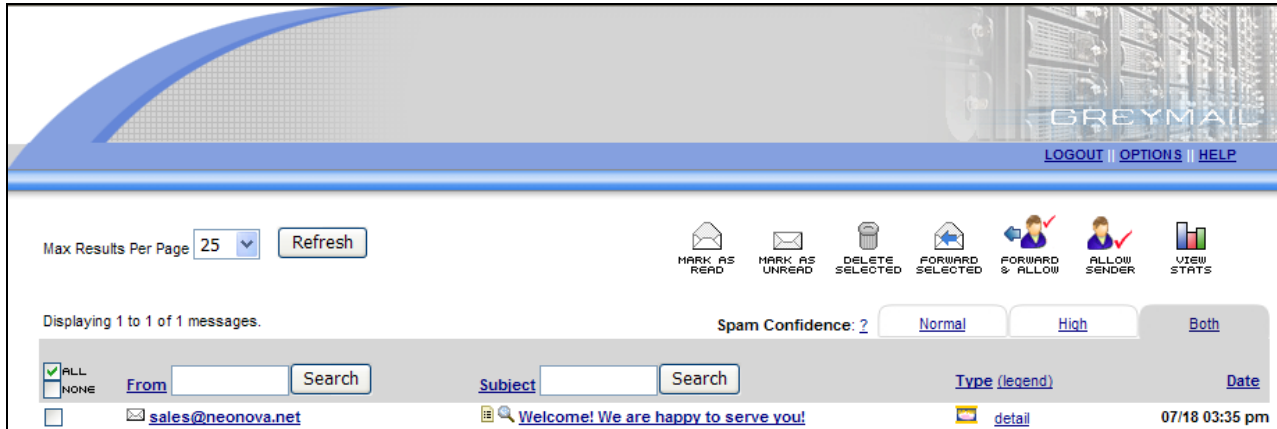 GREYMAIL
LOGOUT || OPTIONS || HELP
Max Results Per Page 25 Refresh
MARK AS READ
MARK AS UNREAD
DELETE SELECTED
FORWARD SELECTED
FORWARD & ALLOW
ALLOW SENDER
VIEW STATS
Displaying 1 to 1 of 1 messages.
Spam Confidence: ? Normal High Both
ALL
NONE
From Search Subject Search Type (legend) Date
sales@neonova.net Welcome! We are happy to serve you! detail 07/18 03:35 pm